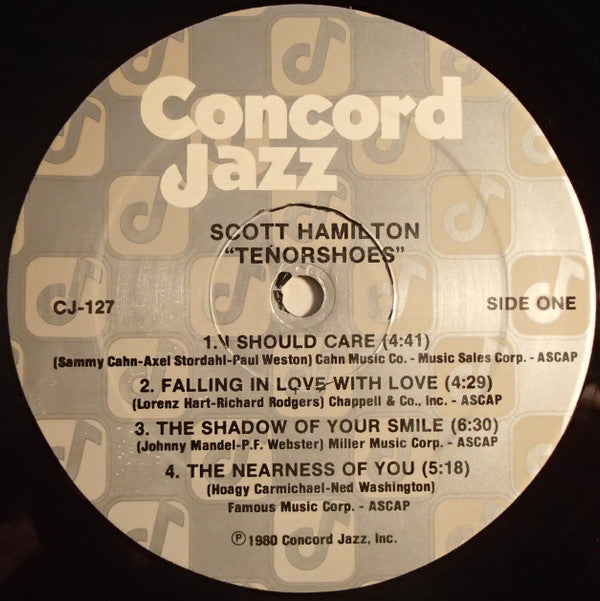 Concord
Jazz
SCOTT HAMILTON
"TENORSHOES"
CJ-127
SIDE ONE
1. I SHOULD CARE (4:41)
(Sammy Cahn-Axel Stordahl-Paul Weston) Cahn Music Co. - Music Sales Corp. - ASCAP
2. FALLING IN LOVE WITH LOVE (4:29)
(Lorenz Hart-Richard Rodgers) Chappell & Co., Inc. - ASCAP
3. THE SHADOW OF YOUR SMILE (6:30)
(Johnny Mandel-P.F. Webster) Miller Music Corp. - ASCAP
4. THE NEARNESS OF YOU (5:18)
(Hoagy Carmichael-Ned Washington)
Famous Music Corp. - ASCAP
℗ 1980 Concord Jazz, Inc.